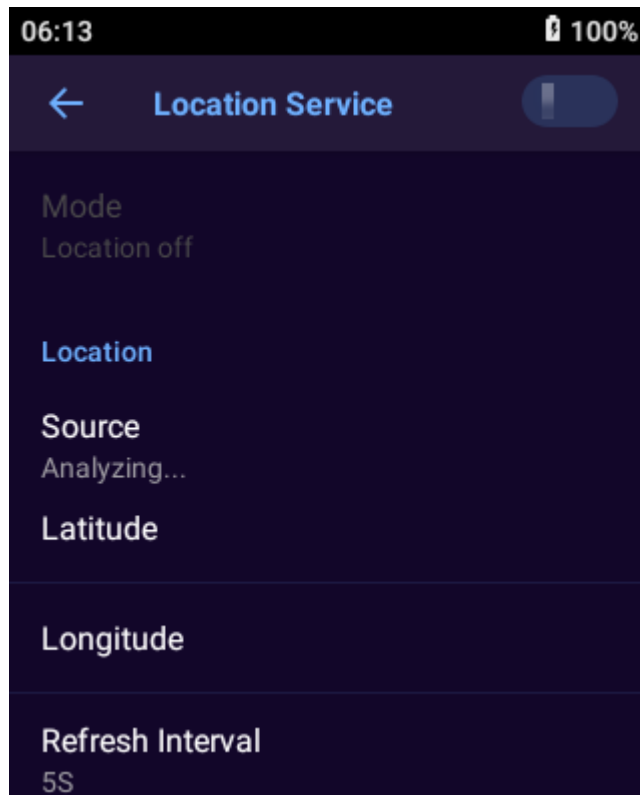 06:13 100%
Location Service
Mode
Location off
Location
Source
Analyzing...
Latitude
Longitude
Refresh Interval
5S